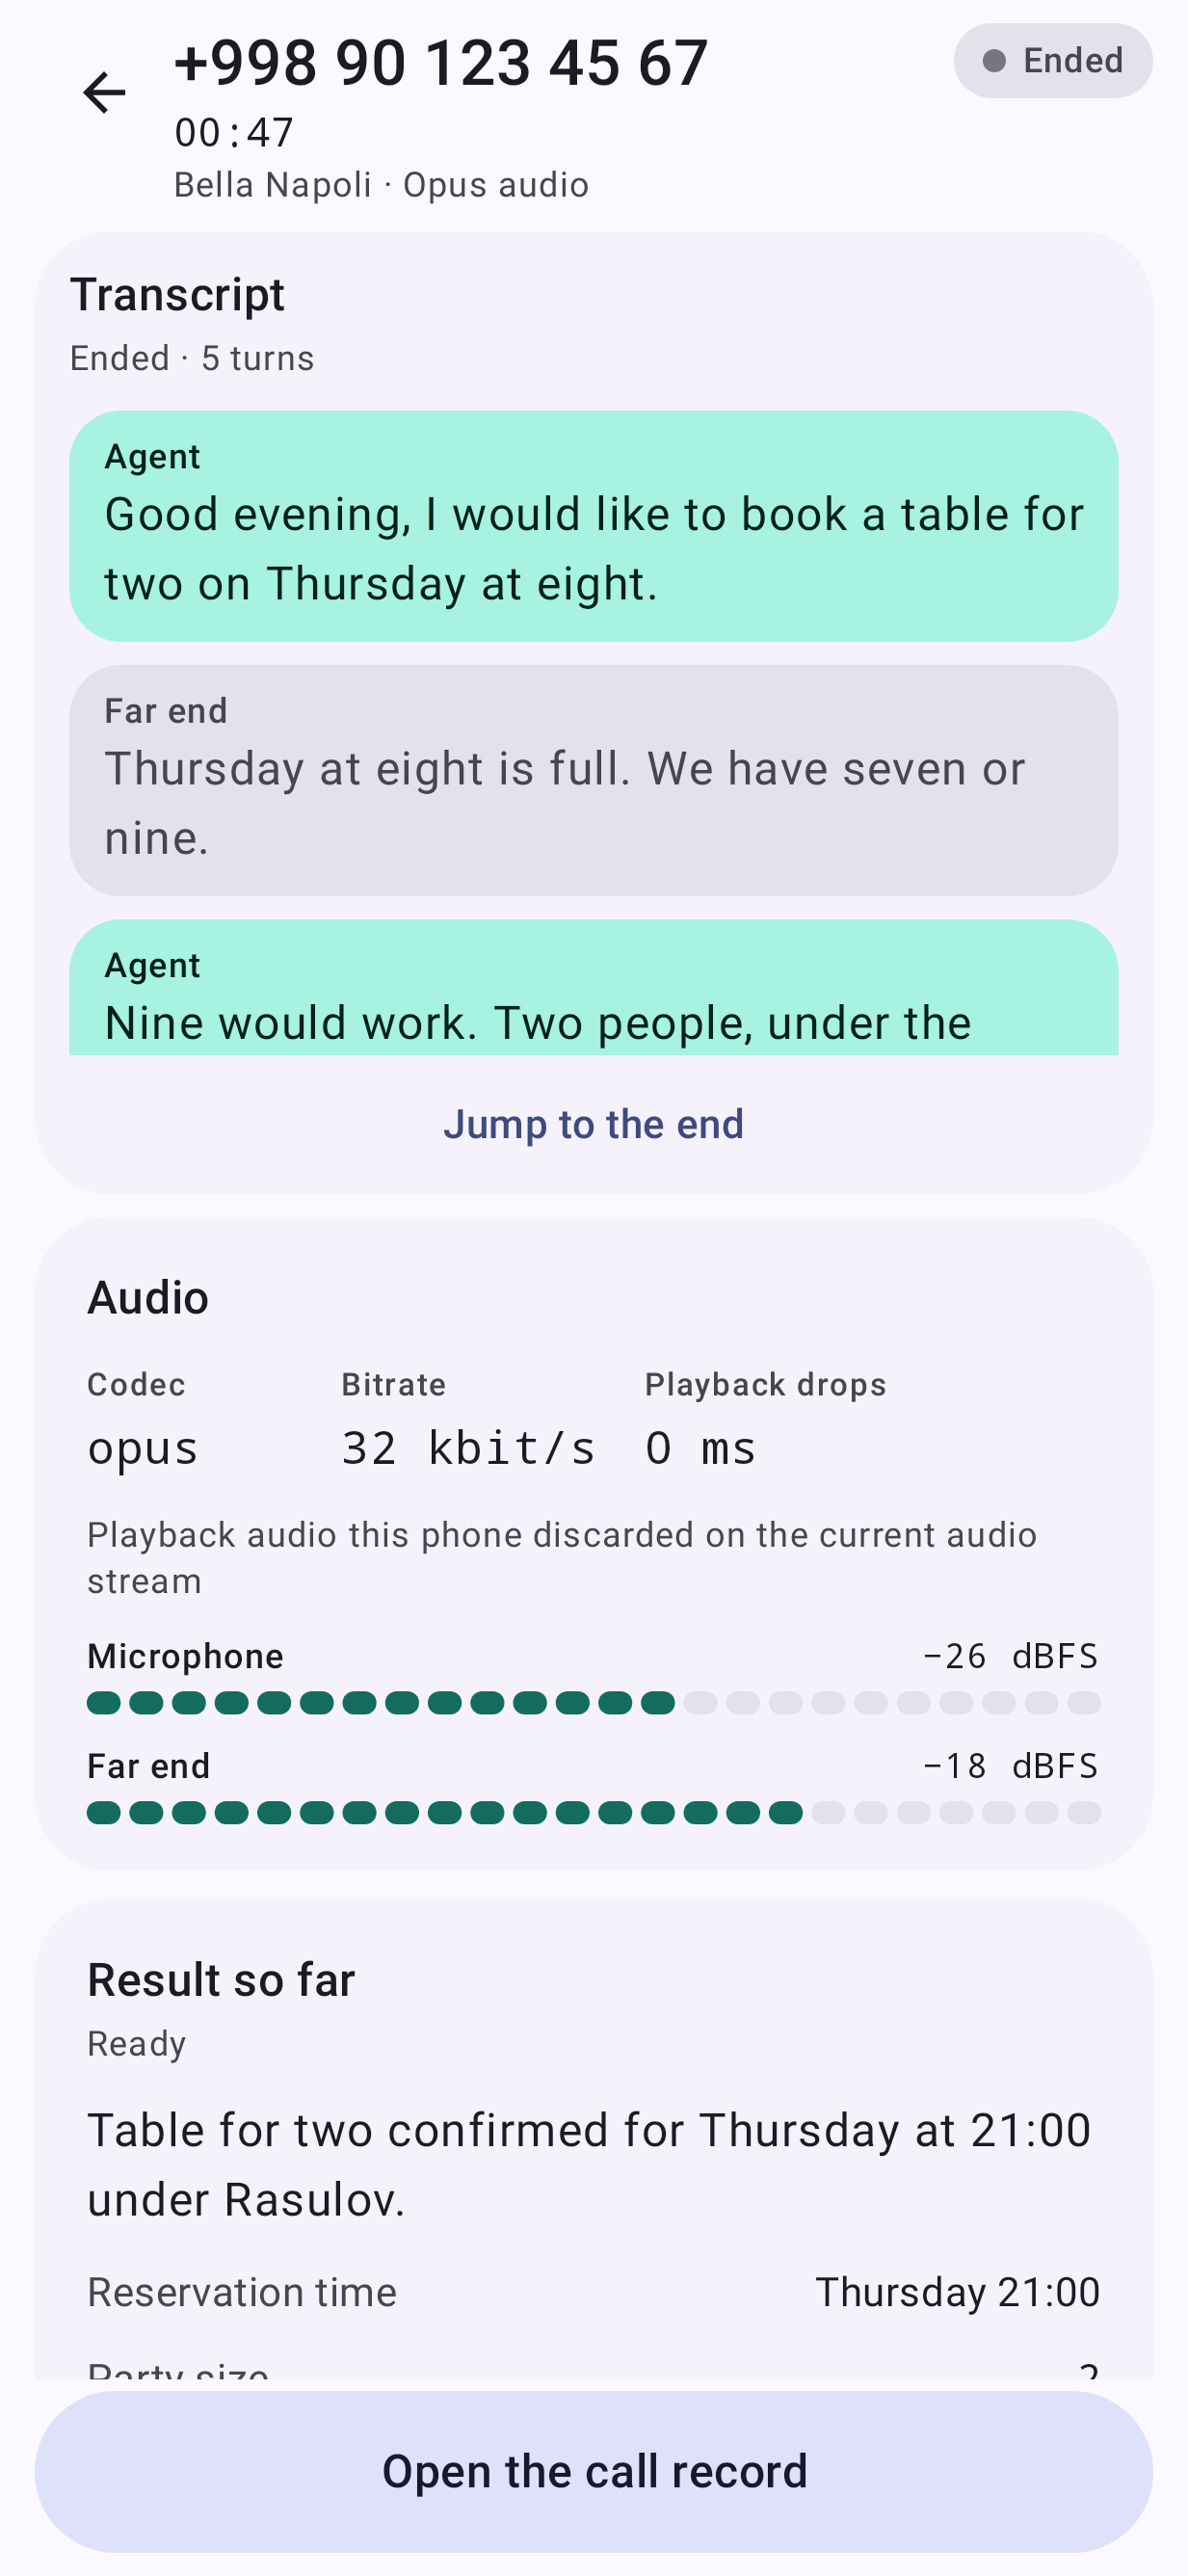 +998 90 123 45 67
Ended
00:47
Bella Napoli · Opus audio
Transcript
Ended · 5 turns
Agent
Good evening, I would like to book a table for
two on Thursday at eight.
Far end
Thursday at eight is full. We have seven or
nine.
Agent
Nine would work. Two people, under the
Jump to the end
Audio
Codec Bitrate Playback drops
opus 32 kbit/s 0 ms
Playback audio this phone discarded on the current audio
stream
Microphone −26 dBFS
Far end −18 dBFS
Result so far
Ready
Table for two confirmed for Thursday at 21:00
under Rasulov.
Reservation time Thursday 21:00
Party size 2
Open the call record